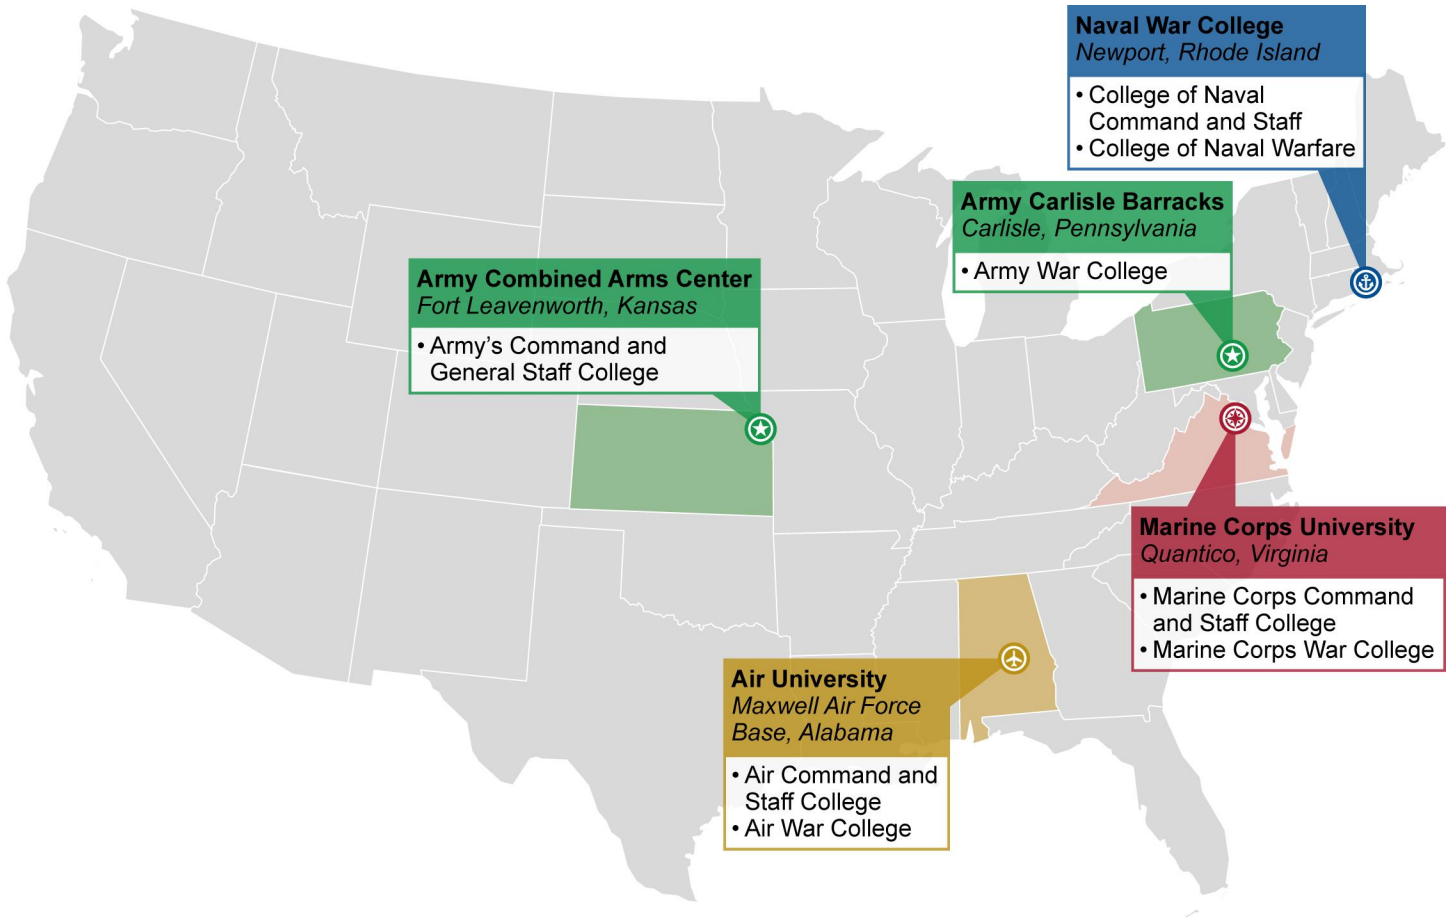 Naval War College
Newport, Rhode Island
• College of Naval
Command and Staff
• College of Naval Warfare
Army Carlisle Barracks
Carlisle, Pennsylvania
• Army War College
Army Combined Arms Center
Fort Leavenworth, Kansas
• Army’s Command and
General Staff College
Marine Corps University
Quantico, Virginia
• Marine Corps Command
and Staff College
• Marine Corps War College
Air University
Maxwell Air Force
Base, Alabama
• Air Command and
Staff College
• Air War College